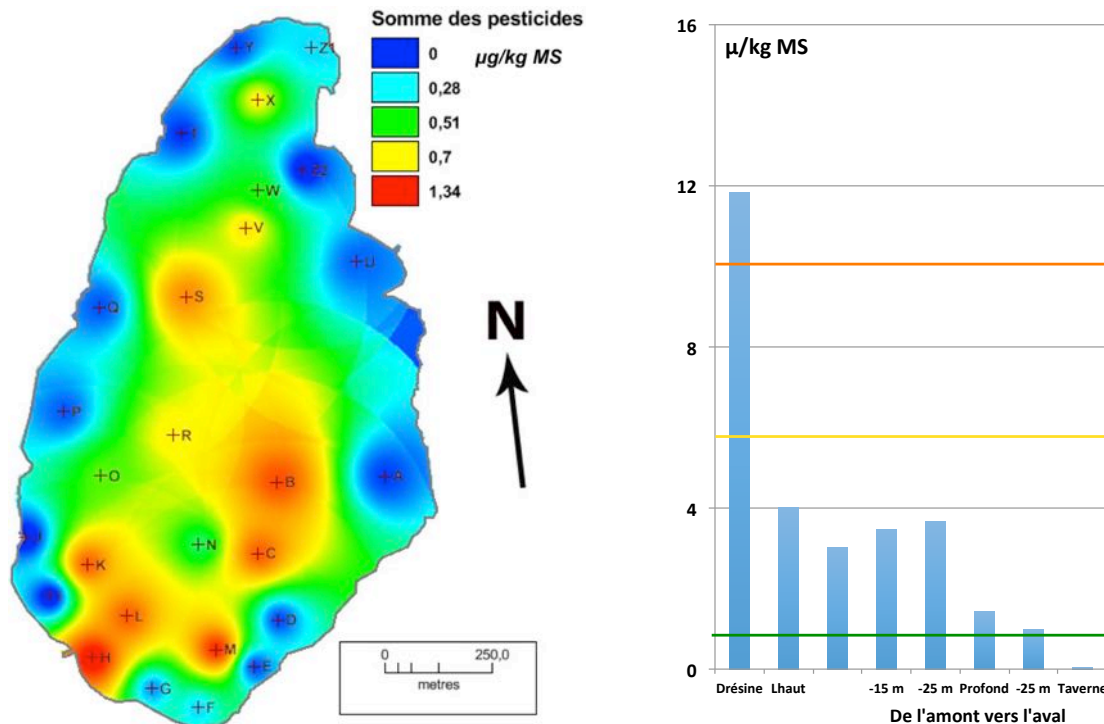 Somme des pesticides
0 µg/kg MS
0,28
0,51
0,7
1,34
Y
Z1
X
W
V
U
S
Q
P
R
O
B
A
N
C
K
L
D
H
M
E
G
F
N
0 250,0
metres
µ/kg MS
16
12
8
4
0
Drésine Lhaut -15 m -25 m Profond -25 m Taverne
De l'amont vers l'aval